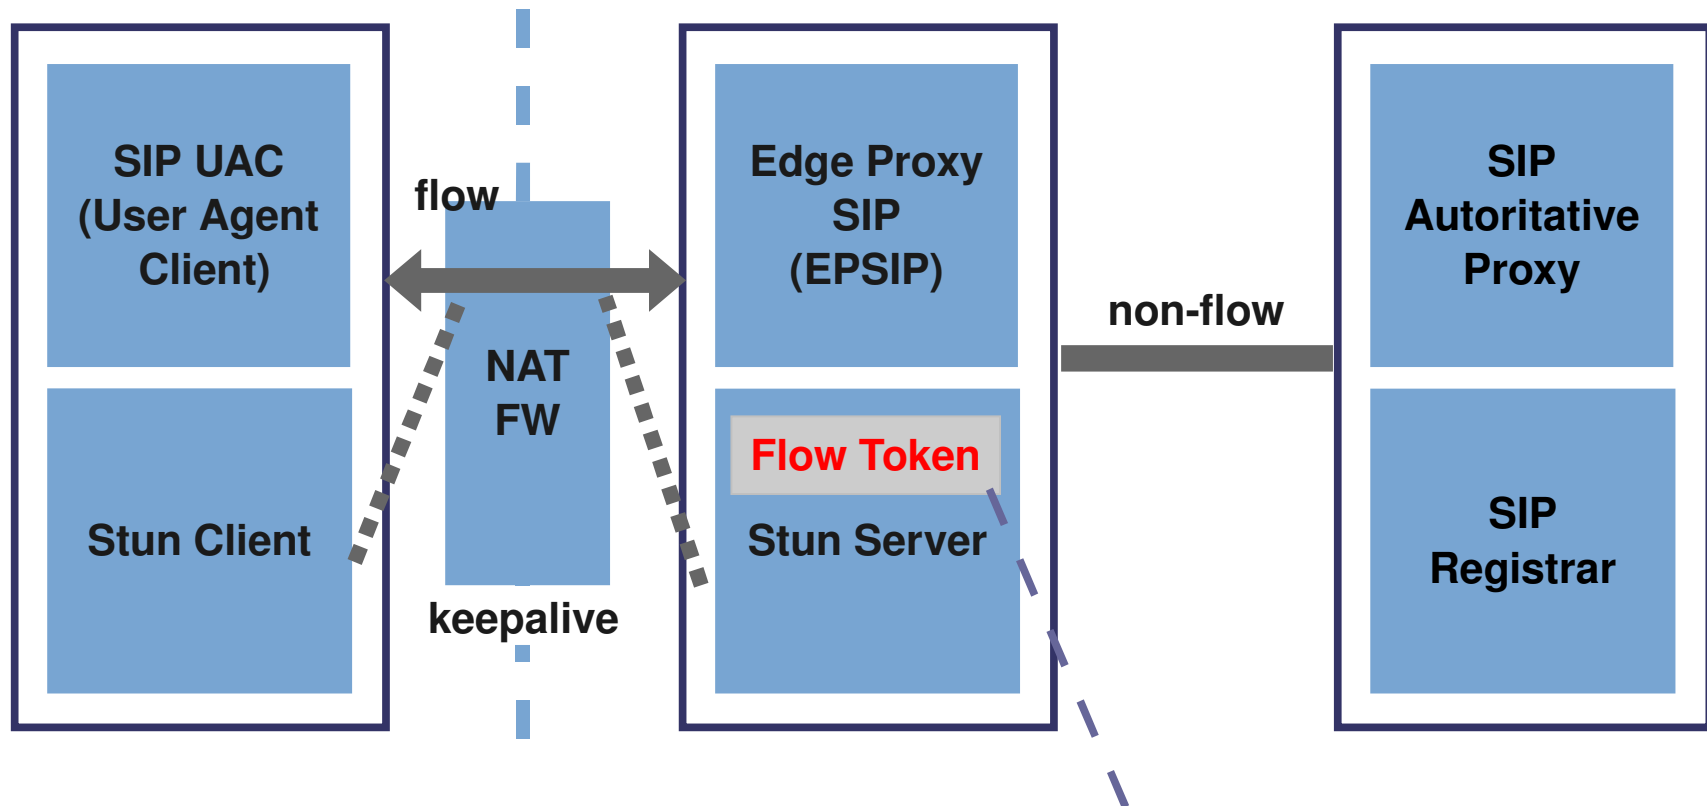 SIP UAC
(User Agent
Client)
Stun Client
flow
NAT
FW
keepalive
Edge Proxy
SIP
(EPSIP)
Flow Token
Stun Server
non-flow
SIP
Autoritative
Proxy
SIP
Registrar